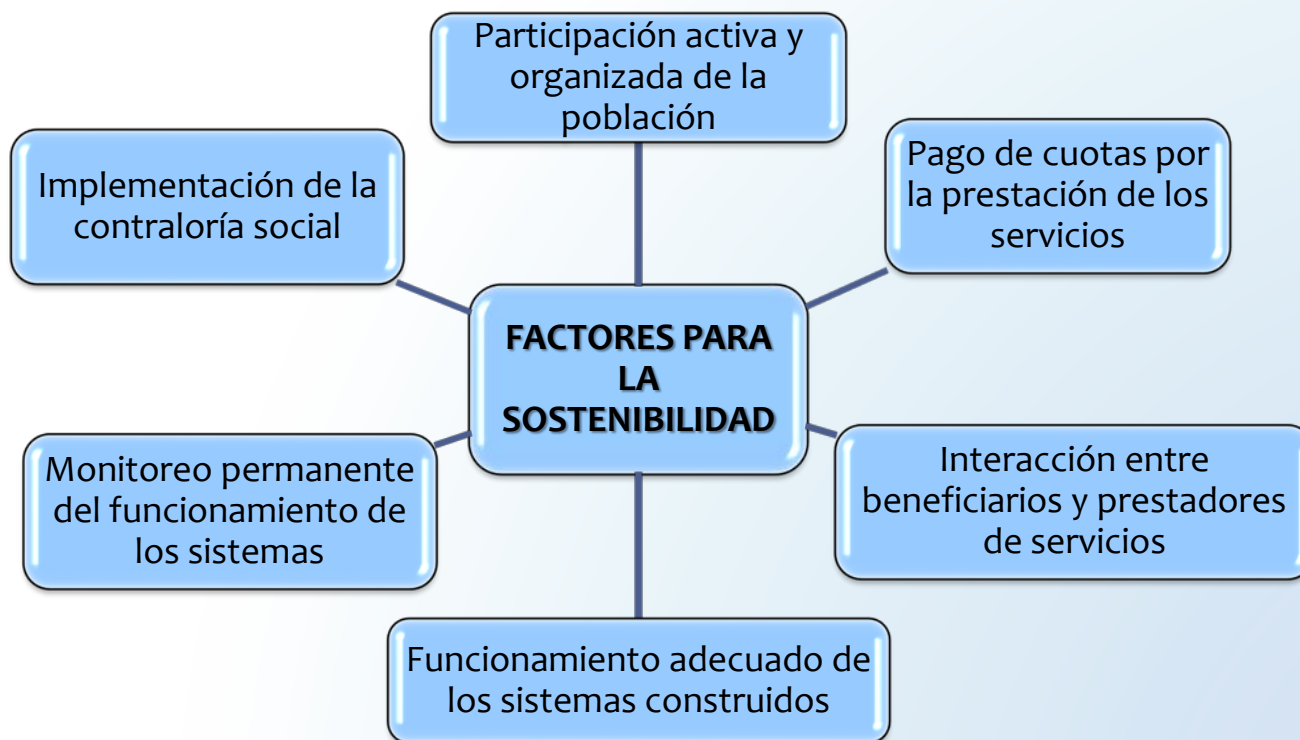 Participación activa y
organizada de la
población
Pago de cuotas por
la prestación de los
servicios
Implementación de la
contraloría social
FACTORES PARA
LA
SOSTENIBILIDAD
Interacción entre
beneficiarios y prestadores
de servicios
Monitoreo permanente
del funcionamiento de
los sistemas
Funcionamiento adecuado de
los sistemas construidos